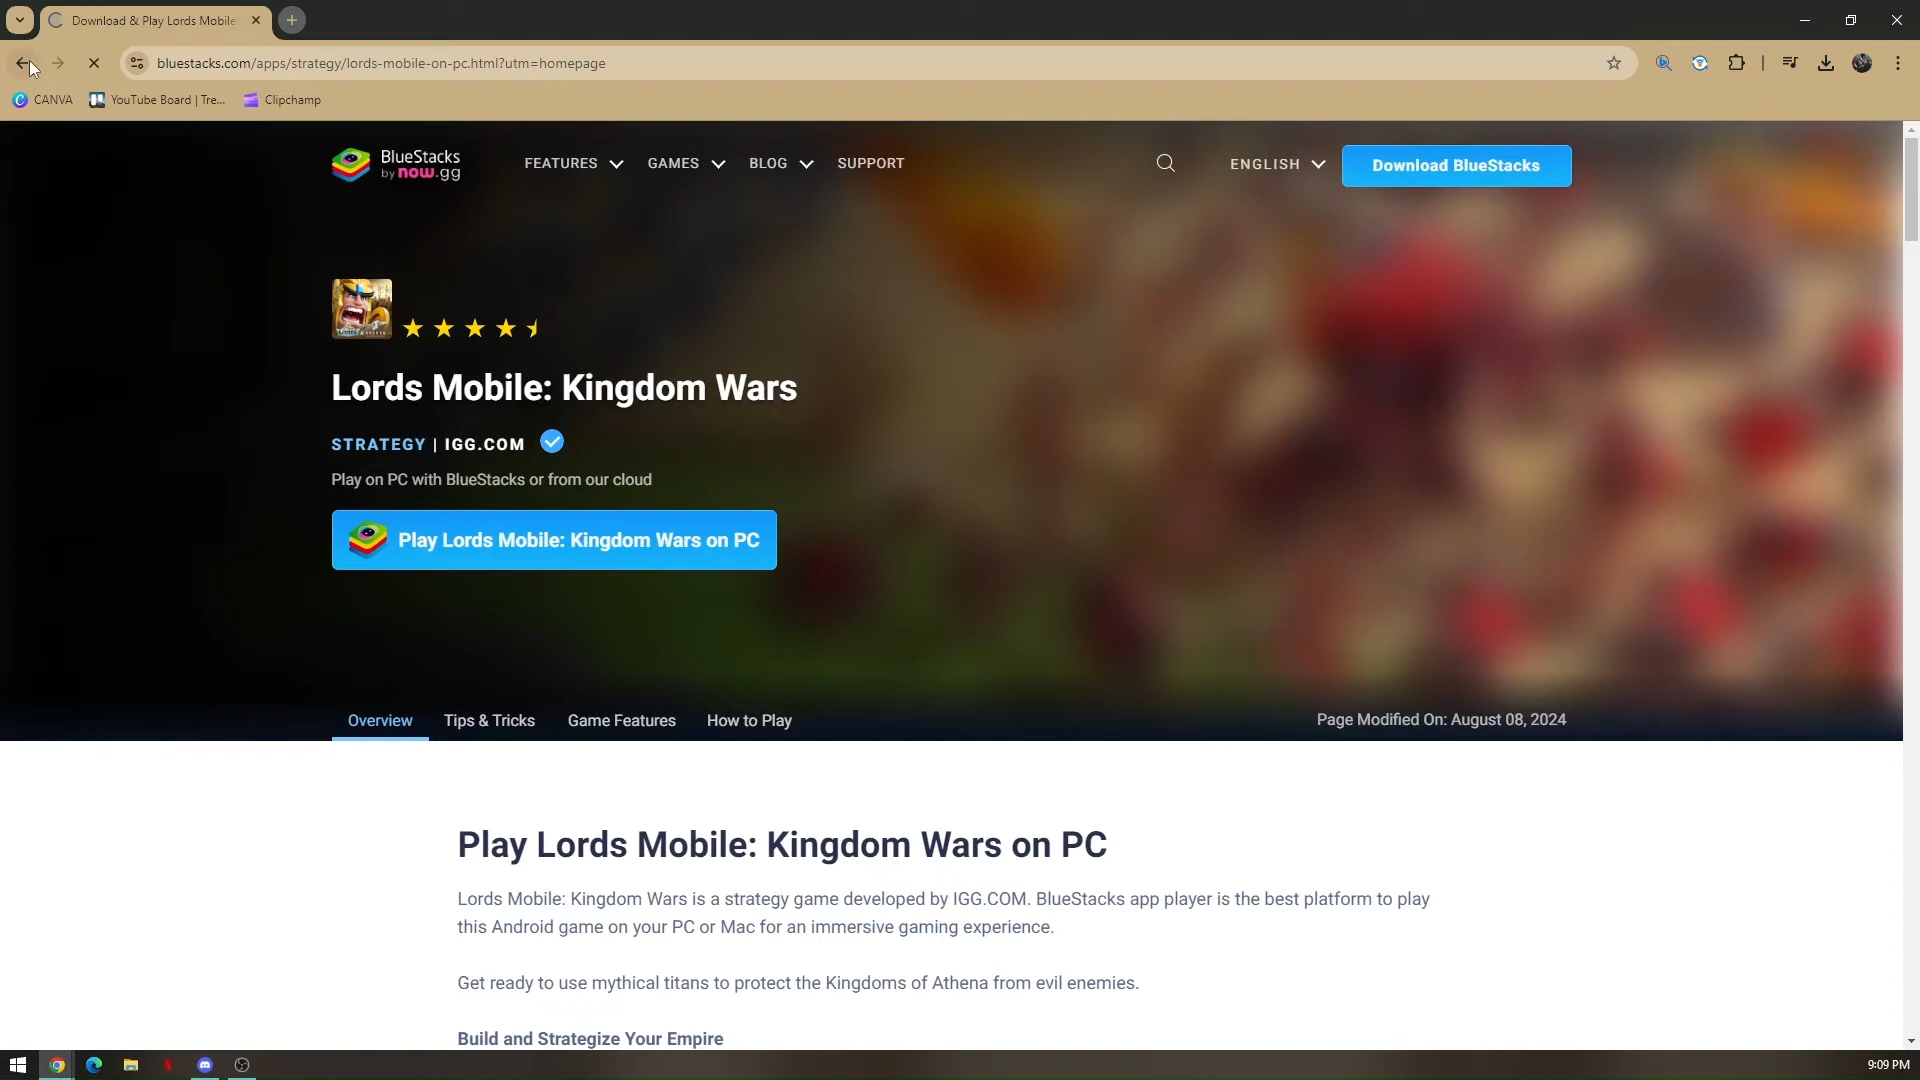 Download & Play Lords Mobile:
bluestacks.com/apps/strategy/lords-mobile-on-pc.html?utm=homepage
CANVA
YouTube Board | Tre...
Clipchamp
BlueStacks
by now.gg
FEATURES
GAMES
BLOG
SUPPORT
ENGLISH
Download BlueStacks
Lords Mobile: Kingdom Wars
STRATEGY | IGG.COM
Play on PC with BlueStacks or from our cloud
Play Lords Mobile: Kingdom Wars on PC
Overview
Tips & Tricks
Game Features
How to Play
Page Modified On: August 08, 2024
Play Lords Mobile: Kingdom Wars on PC
Lords Mobile: Kingdom Wars is a strategy game developed by IGG.COM. BlueStacks app player is the best platform to play
this Android game on your PC or Mac for an immersive gaming experience.
Get ready to use mythical titans to protect the Kingdoms of Athena from evil enemies.
Build and Strategize Your Empire
9:09 PM